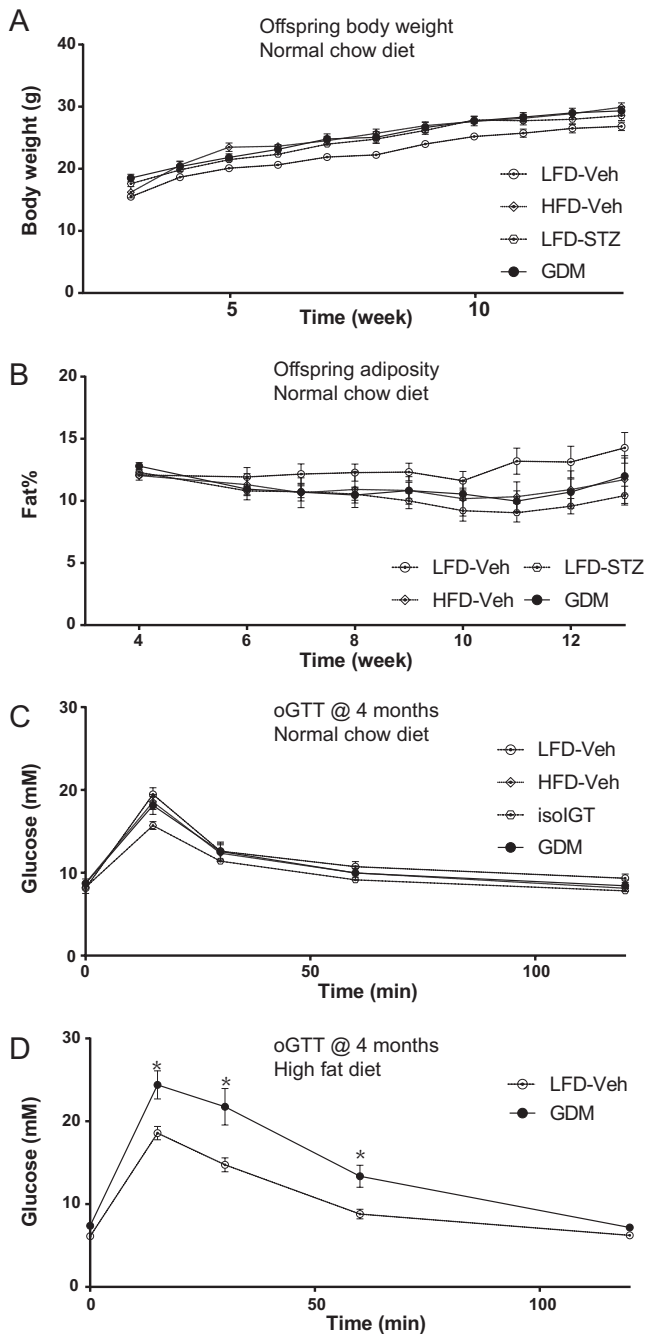 A
Offspring body weight
Normal chow diet
Body weight (g)
40
30
20
10
0
5
10
Time (week)
LFD-Veh
HFD-Veh
LFD-STZ
GDM
B
Offspring adiposity
Normal chow diet
Fat%
20
15
10
5
0
4
6
8
10
12
Time (week)
LFD-Veh
LFD-STZ
HFD-Veh
GDM
C
oGTT @ 4 months
Normal chow diet
Glucose (mM)
30
20
10
0
0
50
100
Time (min)
LFD-Veh
HFD-Veh
isoIGT
GDM
D
oGTT @ 4 months
High fat diet
Glucose (mM)
30
20
10
0
*
*
*
0
50
100
Time (min)
LFD-Veh
GDM